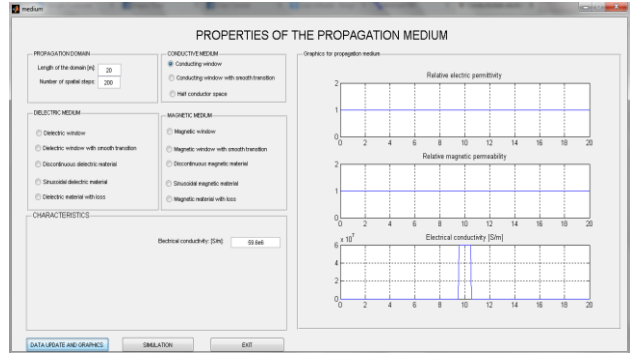 medium
PROPERTIES OF THE PROPAGATION MEDIUM
PROPAGATION DOMAIN
Length of the domain [m]: 20
Number of spatial steps: 200
CONDUCTIVE MEDIUM
Conducting window
Conducting window with smooth transition
Half conductor space
DIELECTRIC MEDIUM
Dielectric window
Dielectric window with smooth transition
Discontinuous dielectric material
Sinusoidal dielectric material
Dielectric material with loss
MAGNETIC MEDIUM
Magnetic window
Magnetic window with smooth transition
Discontinuous magnetic material
Sinusoidal magnetic material
Magnetic material with loss
CHARACTERISTICS
Electrical conductivity: [S/m] 59.6e6
DATA UPDATE AND GRAPHICS
SIMULATION
EXIT
Graphics for propagation medium
Relative electric permittivity
2
1
0
0 2 4 6 8 10 12 14 16 18 20
Relative magnetic permeability
2
1
0
0 2 4 6 8 10 12 14 16 18 20
x 10^7
Electrical conductivity [S/m]
6
4
2
0
0 2 4 6 8 10 12 14 16 18 20